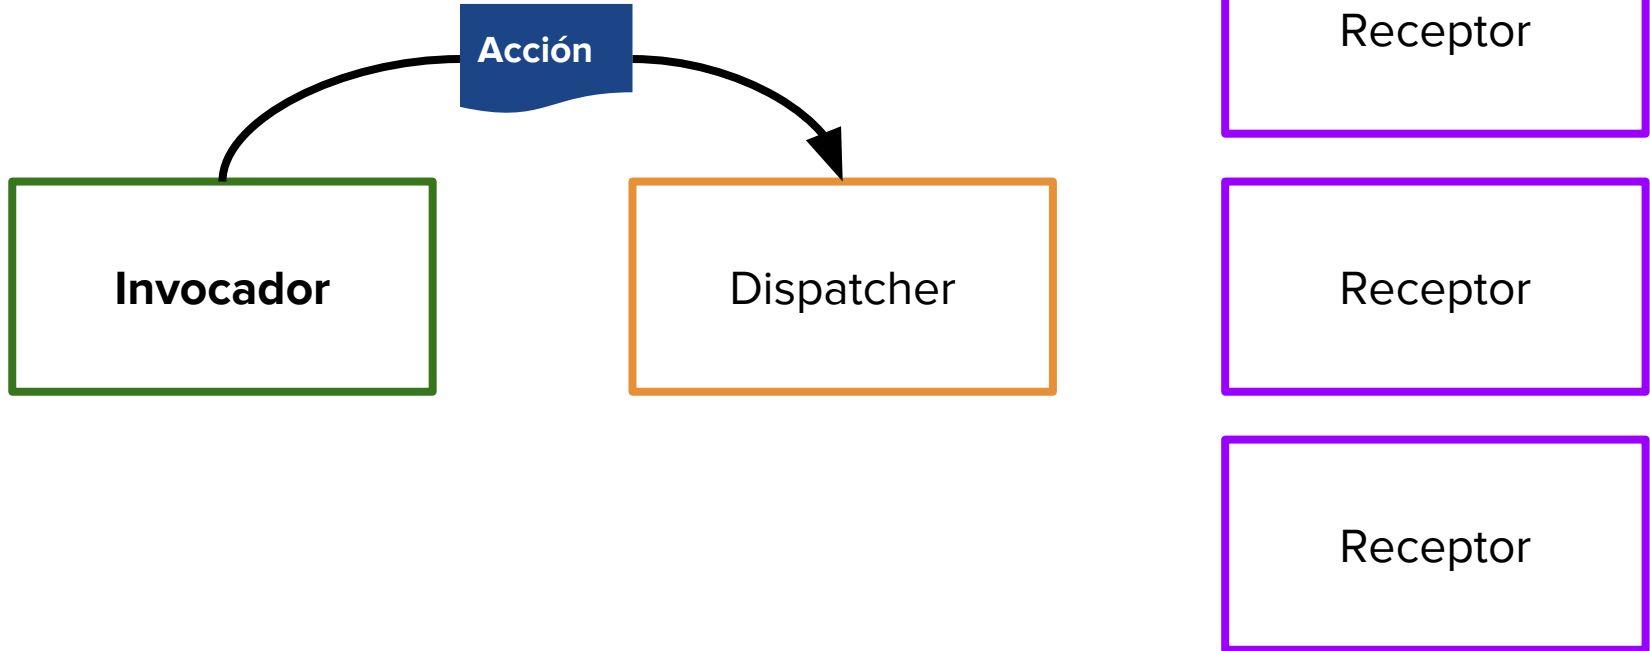 Acción
Receptor
Invocador
Dispatcher
Receptor
Receptor